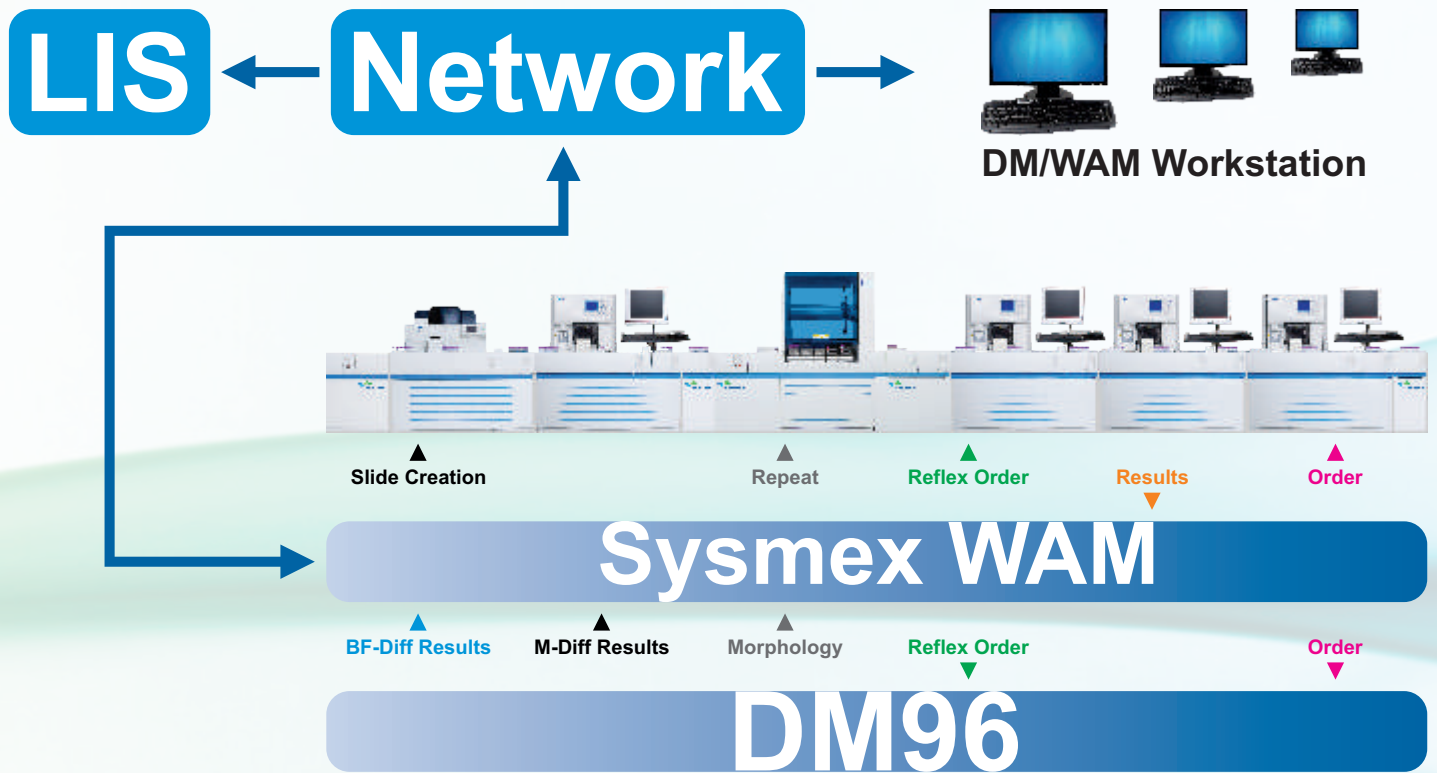 LIS
Network
DM/WAM Workstation
Slide Creation
Repeat
Reflex Order
Results
Order
Sysmex WAM
BF-Diff Results
M-Diff Results
Morphology
Reflex Order
Order
DM96